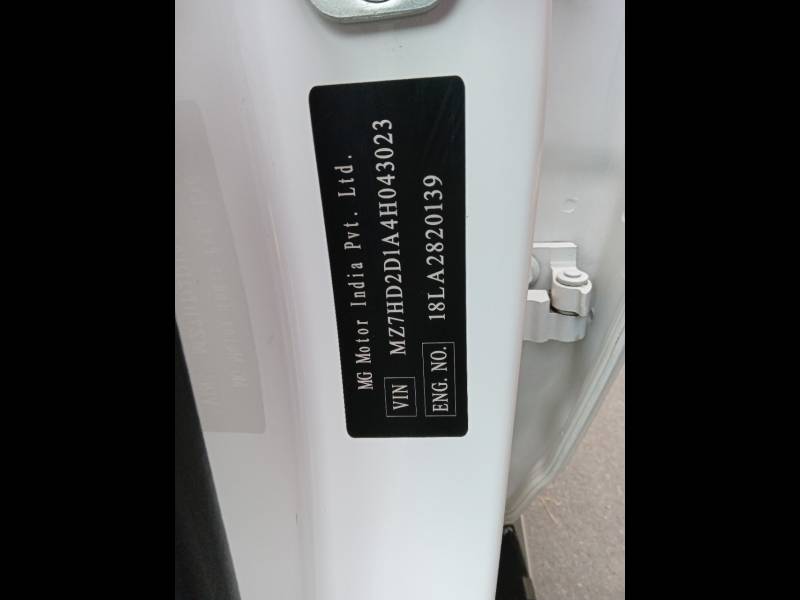 MG Motor India Pvt. Ltd.
VIN MZ7HD2D1A4H043023
ENG. NO. 18LA2820139